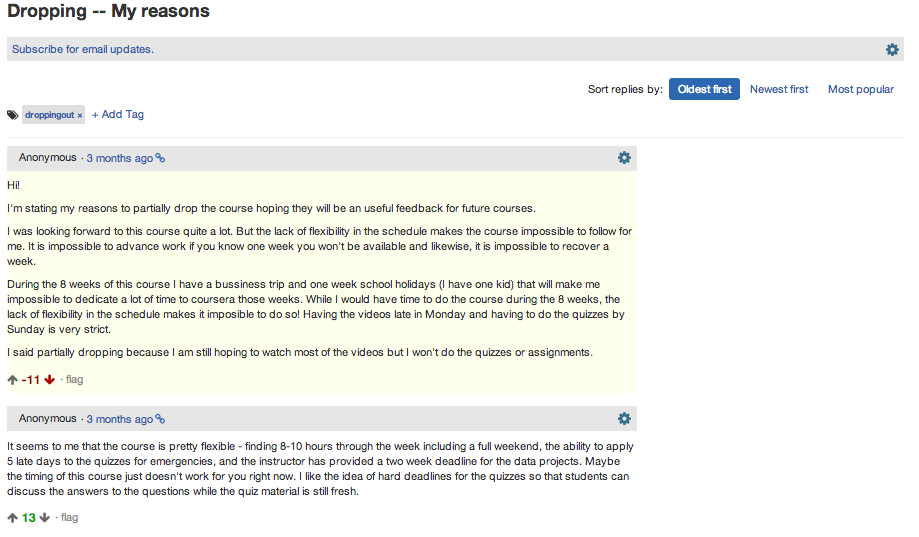 Dropping -- My reasons
Subscribe for email updates.
Sort replies by: Oldest first Newest first Most popular
droppingout × + Add Tag
Anonymous · 3 months ago
Hi!
I'm stating my reasons to partially drop the course hoping they will be an useful feedback for future courses.
I was looking forward to this course quite a lot. But the lack of flexibility in the schedule makes the course impossible to follow for
me. It is impossible to advance work if you know one week you won't be available and likewise, it is impossible to recover a
week.
During the 8 weeks of this course I have a bussiness trip and one week school holidays (I have one kid) that will make me
impossible to dedicate a lot of time to coursera those weeks. While I would have time to do the course during the 8 weeks, the
lack of flexibility in the schedule makes it imposible to do so! Having the videos late in Monday and having to do the quizzes by
Sunday is very strict.
I said partially dropping because I am still hoping to watch most of the videos but I won't do the quizzes or assignments.
-11 · flag
Anonymous · 3 months ago
It seems to me that the course is pretty flexible - finding 8-10 hours through the week including a full weekend, the ability to apply
5 late days to the quizzes for emergencies, and the instructor has provided a two week deadline for the data projects. Maybe
the timing of this course just doesn't work for you right now. I like the idea of hard deadlines for the quizzes so that students can
discuss the answers to the questions while the quiz material is still fresh.
13 · flag